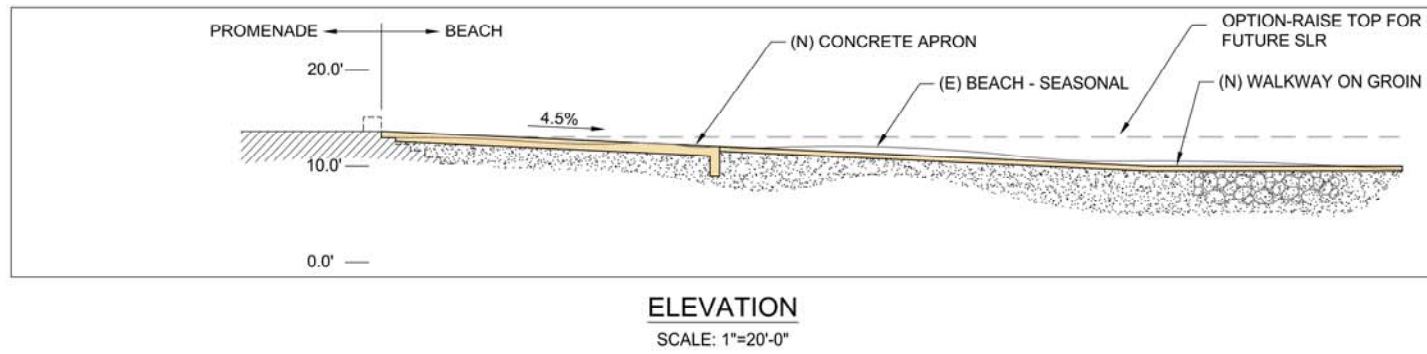 PROMENADE BEACH
OPTION-RAISE TOP FOR
FUTURE SLR
(N) CONCRETE APRON
20.0'
(E) BEACH - SEASONAL
(N) WALKWAY ON GROIN
4.5%
10.0'
0.0'
ELEVATION
SCALE: 1"=20'-0"